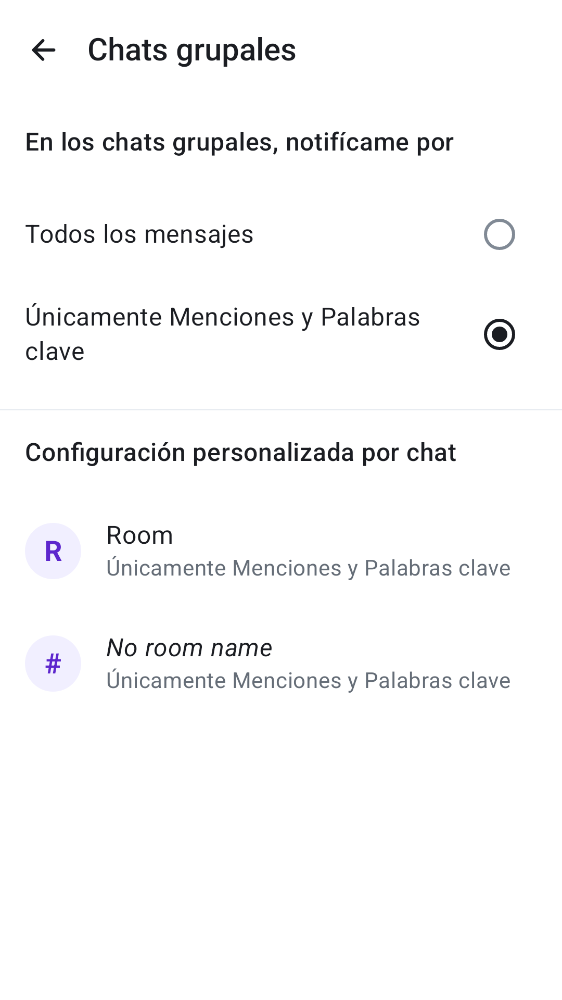 Chats grupales
En los chats grupales, notifícame por
Todos los mensajes
Únicamente Menciones y Palabras
clave
Configuración personalizada por chat
R
Room
Únicamente Menciones y Palabras clave
#
No room name
Únicamente Menciones y Palabras clave